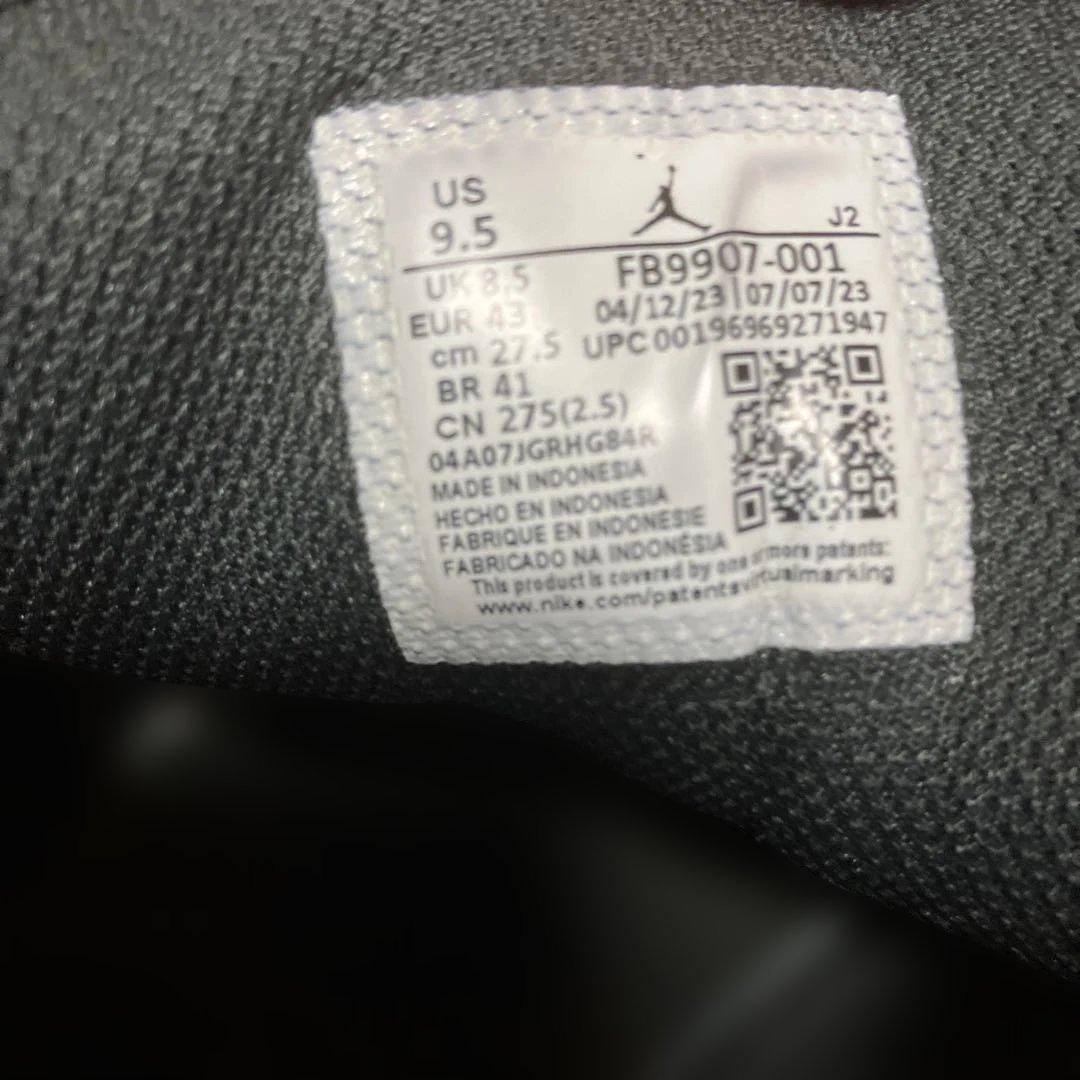 US
9.5
J2
UK 8.5
FB9907-001
EUR 43
04/12/23 | 07/07/23
cm 27.5
UPC 00196969271947
BR 41
CN 275(2.5)
04A07JGRHG84R
MADE IN INDONESIA
HECHO EN INDONESIA
FABRIQUE EN INDONESIE
FABRICADO NA INDONÉSIA
This product is covered by one or more patents:
www.nike.com/patentsvirtualmarking